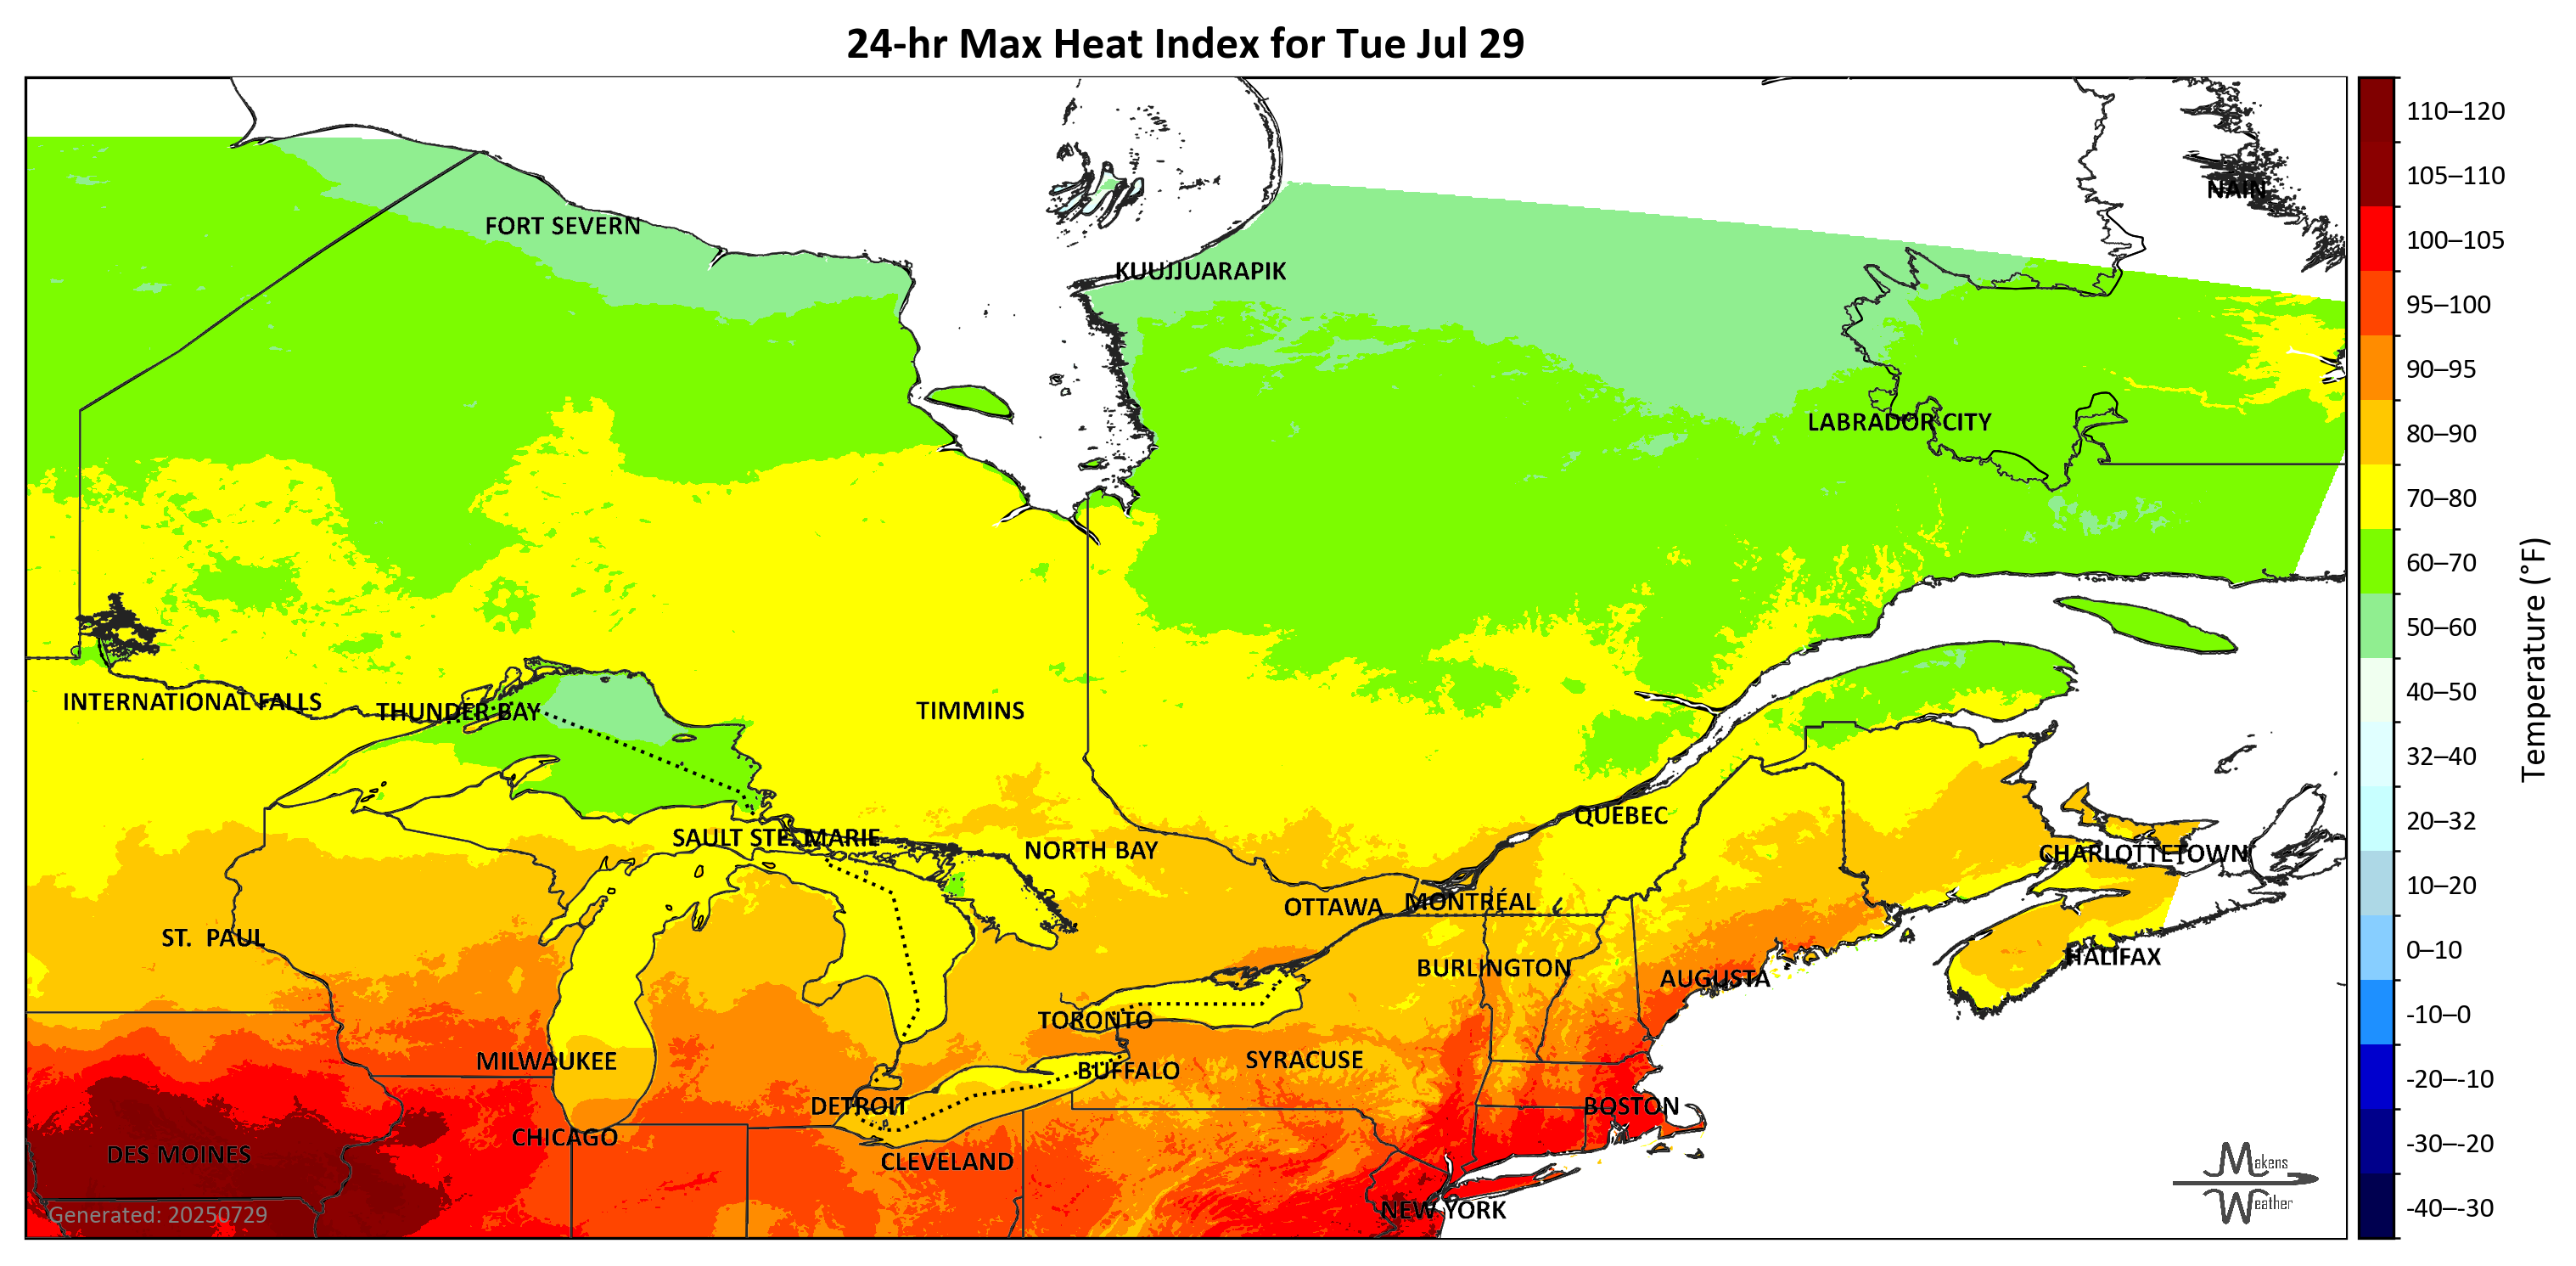 24-hr Max Heat Index for Tue Jul 29
NAIN
FORT SEVERN
KUUJJUARAPIK
LABRADOR CITY
INTERNATIONAL FALLS
THUNDER BAY
TIMMINS
QUEBEC
SAULT STE. MARIE
NORTH BAY
CHARLOTTETOWN
OTTAWA
MONTRÉAL
ST. PAUL
HALIFAX
BURLINGTON
AUGUSTA
TORONTO
MILWAUKEE
SYRACUSE
BUFFALO
DETROIT
BOSTON
CHICAGO
DES MOINES
CLEVELAND
NEW YORK
Generated: 20250729
Makens
Weather
110–120
105–110
100–105
95–100
90–95
80–90
70–80
60–70
50–60
40–50
32–40
20–32
10–20
0–10
-10–0
-20–-10
-30–-20
-40–-30
Temperature (°F)